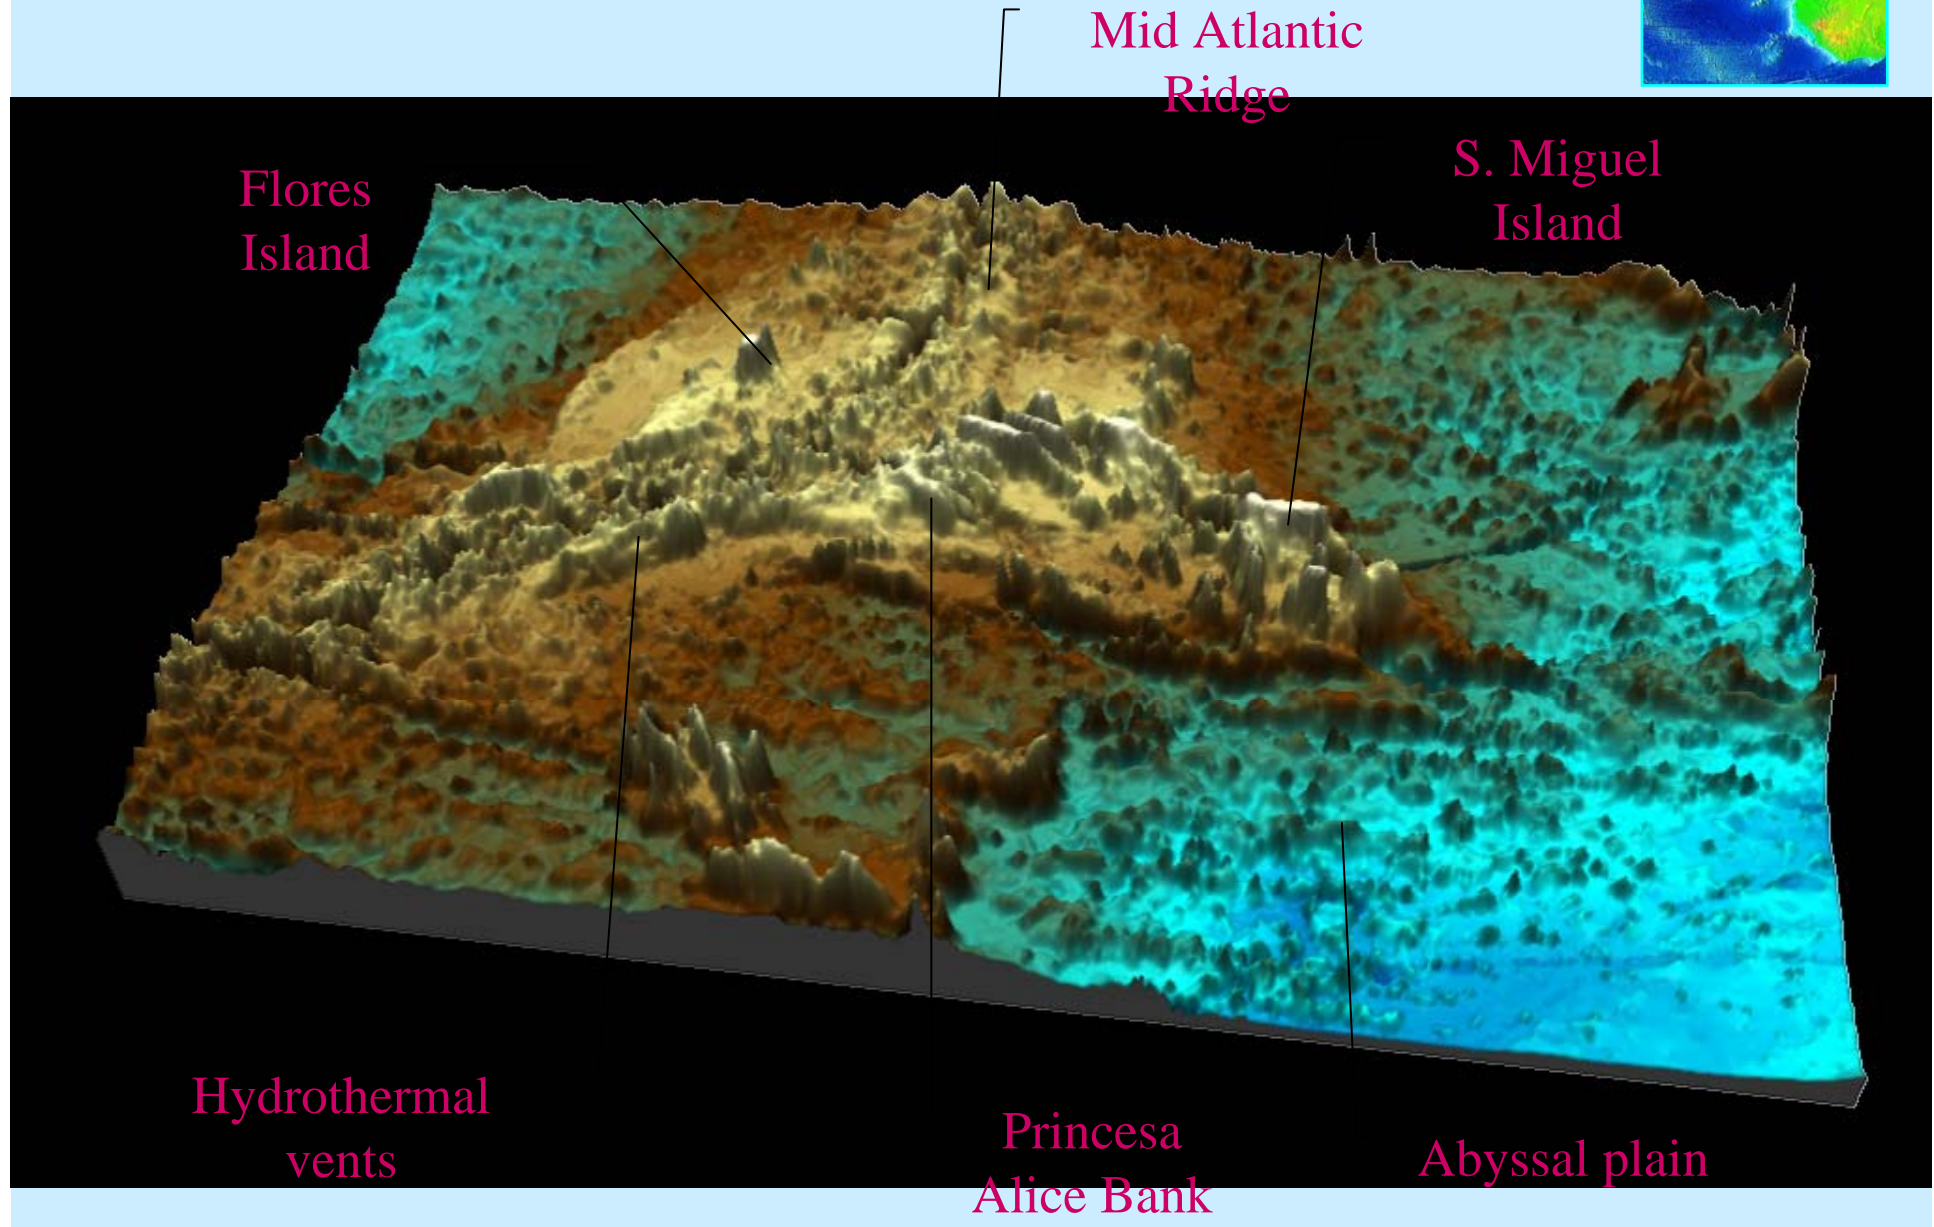 Mid Atlantic
Ridge
Flores
Island
S. Miguel
Island
Hydrothermal
vents
Princesa
Alice Bank
Abyssal plain